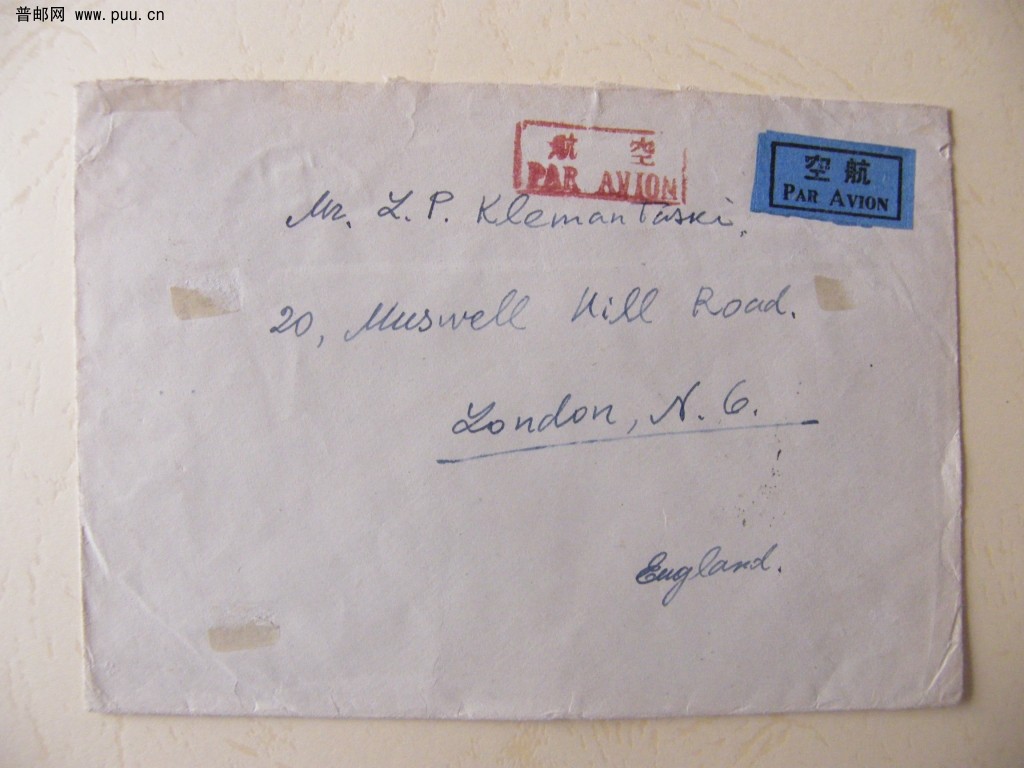 普邮网 www.puu.cn
航 空
PAR AVION
空 航
PAR AVION
Mr. L. P. Klemantaski,
20, Muswell Hill Road.
London, N. 6.
England.